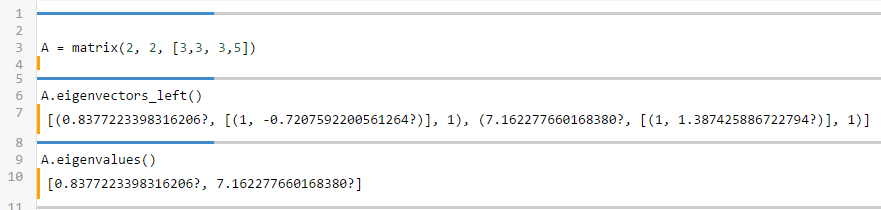 1
2
3 A = matrix(2, 2, [3,3, 3,5])
4
5
6 A.eigenvectors_left()
7 [(0.8377223398316206?, [(1, -0.7207592200561264?)], 1), (7.162277660168380?, [(1, 1.387425886722794?)], 1)]
8
9 A.eigenvalues()
10 [0.8377223398316206?, 7.162277660168380?]
11